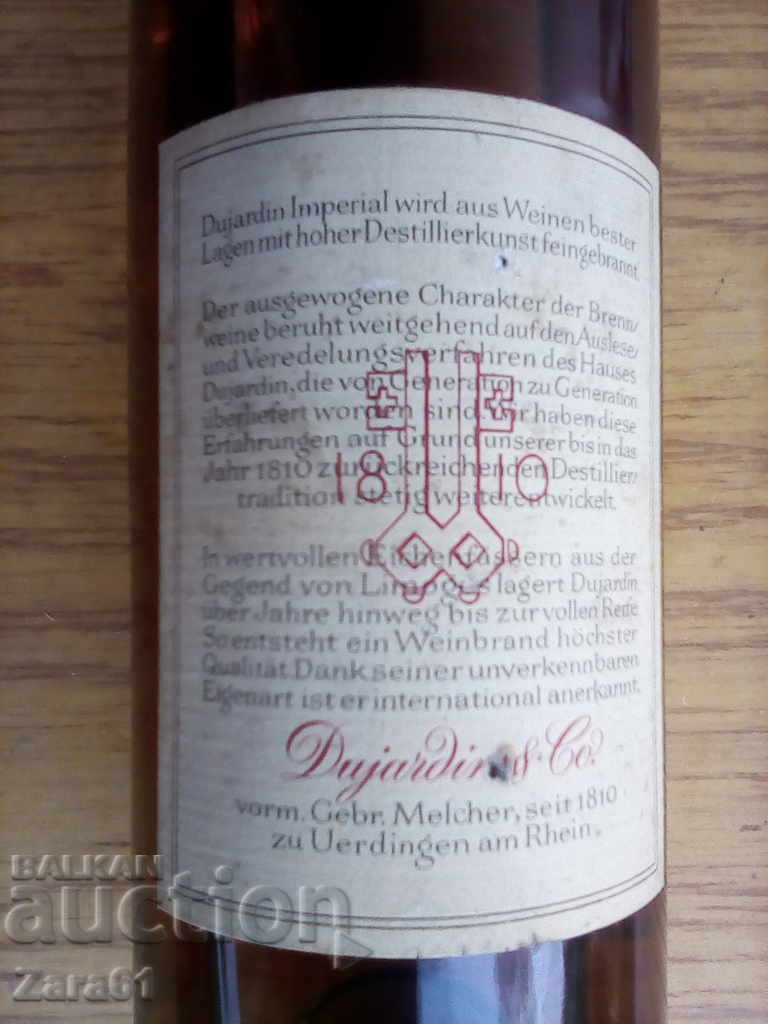 Dujardin Imperial wird aus Weinen bester
Lagen mit hoher Destillierkunst feingebrannt.
Der ausgewogene Charakter der Brenn/
weine beruht weitgehend auf den Auslese/
und Veredelungsverfahren des Hauses
Dujardin, die von Generation zu Generation
überliefert worden sind. Wir haben diese
Erfahrungen auf Grund unserer bis in das
Jahr 1810 zurückreichenden Destillier/
tradition stetig weiterentwickelt.
1810
In wertvollen Eichenfässern aus der
Gegend von Limoges lagert Dujardin
über Jahre hinweg bis zur vollen Reife
So entsteht ein Weinbrand höchster
Qualität. Dank seiner unverkennbaren
Eigenart ist er international anerkannt.
Dujardin & Co.
vorm. Gebr. Melcher, seit 1810
zu Uerdingen am Rhein.
BALKAN
auction
Zara61